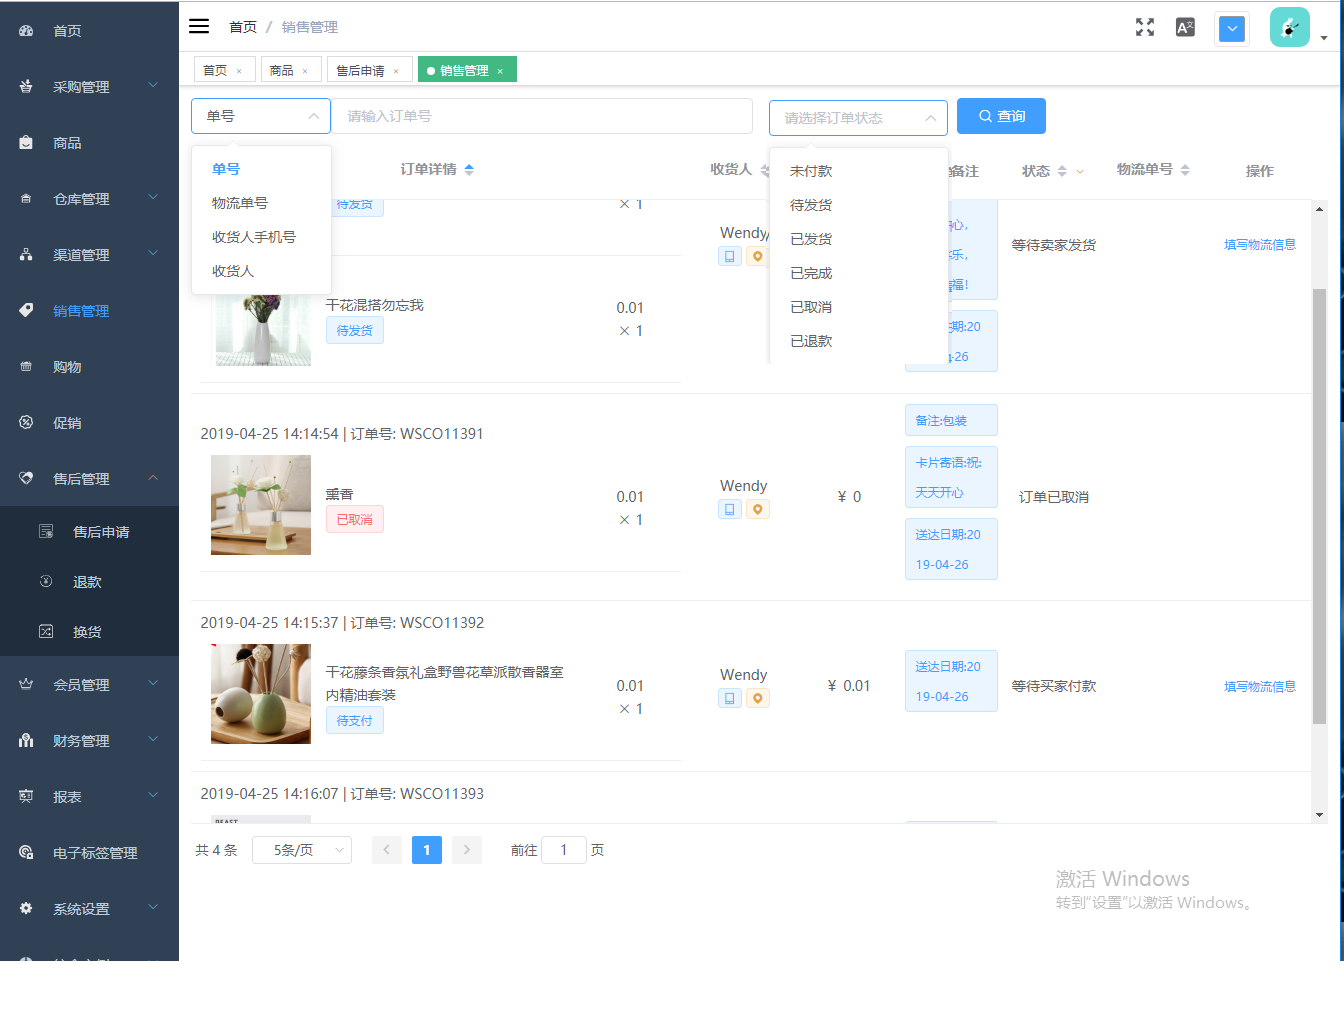 首页
采购管理
商品
仓库管理
渠道管理
销售管理
购物
促销
售后管理
售后申请
退款
换货
会员管理
财务管理
报表
电子标签管理
系统设置
首页 / 销售管理
首页 × 商品 × 售后申请 × 销售管理 ×
单号 请输入订单号 请选择订单状态 查询
单号
物流单号
收货人手机号
收货人
未付款
待发货
已发货
已完成
已取消
已退款
订单详情 收货人 备注 状态 物流单号 操作
待发货 × 1
Wendy
心,
乐,
福!
等待卖家发货 填写物流信息
干花混搭勿忘我
待发货
0.01
× 1
期:20
-26
2019-04-25 14:14:54 | 订单号: WSCO11391
薰香
已取消
0.01
× 1
Wendy
¥ 0
备注:包装
卡片寄语:祝:
天天开心
送达日期:20
19-04-26
订单已取消
2019-04-25 14:15:37 | 订单号: WSCO11392
干花藤条香氛礼盒野兽花草派散香器室
内精油套装
待支付
0.01
× 1
Wendy
¥ 0.01
送达日期:20
19-04-26
等待买家付款 填写物流信息
2019-04-25 14:16:07 | 订单号: WSCO11393
共 4 条 5条/页 1 前往 1 页
激活 Windows
转到"设置"以激活 Windows。